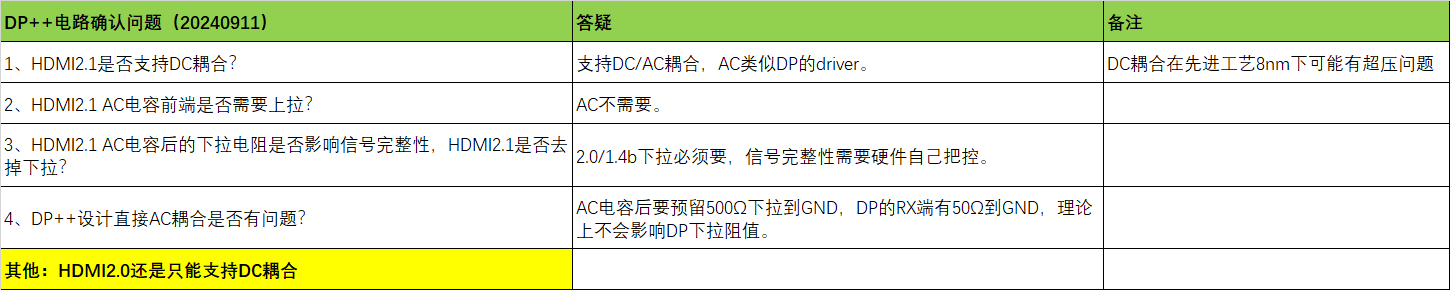 DP++电路确认问题（20240911）
答疑
备注
1、HDMI2.1是否支持DC耦合？
支持DC/AC耦合，AC类似DP的driver。
DC耦合在先进工艺8nm下可能有超压问题
2、HDMI2.1 AC电容前端是否需要上拉？
AC不需要。
3、HDMI2.1 AC电容后的下拉电阻是否影响信号完整性，HDMI2.1是否去
掉下拉？
2.0/1.4b下拉必须要，信号完整性需要硬件自己把控。
4、DP++设计直接AC耦合是否有问题？
AC电容后要预留500Ω下拉到GND，DP的RX端有50Ω到GND，理论
上不会影响DP下拉阻值。
其他：HDMI2.0还是只能支持DC耦合